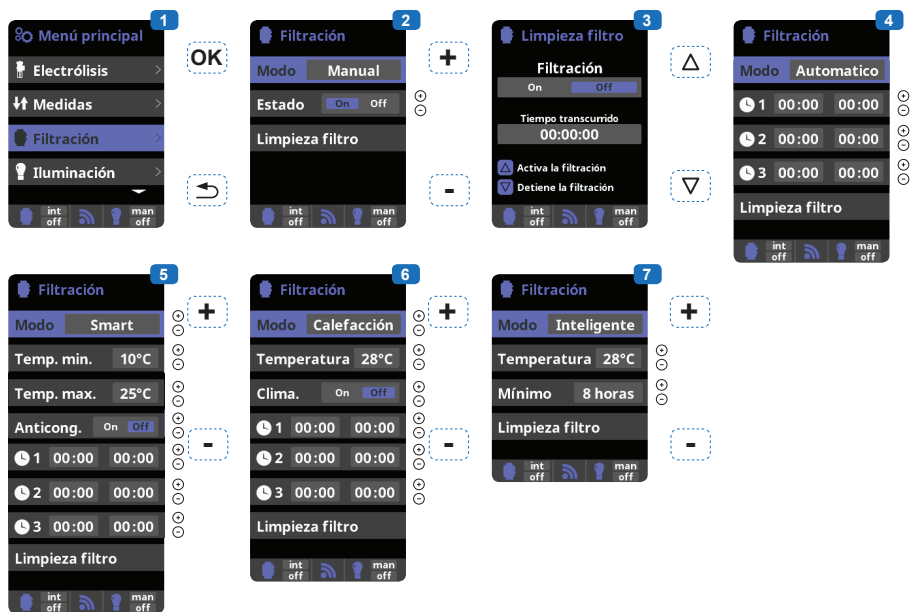 1
Menú principal
Electrólisis
Medidas
Filtración
Iluminación
int off man off
OK
2
Filtración
Modo Manual
Estado On Off
Limpieza filtro
int off man off
+
-
3
Limpieza filtro
Filtración
On Off
Tiempo transcurrido
00:00:00
Activa la filtración
Detiene la filtración
int off man off
4
Filtración
Modo Automatico
1 00:00 00:00
2 00:00 00:00
3 00:00 00:00
Limpieza filtro
int off man off
5
Filtración
Modo Smart
Temp. min. 10°C
Temp. max. 25°C
Anticong. On Off
1 00:00 00:00
2 00:00 00:00
3 00:00 00:00
Limpieza filtro
int off man off
+
-
6
Filtración
Modo Calefacción
Temperatura 28°C
Clima. On Off
1 00:00 00:00
2 00:00 00:00
3 00:00 00:00
Limpieza filtro
int off man off
+
-
7
Filtración
Modo Inteligente
Temperatura 28°C
Mínimo 8 horas
Limpieza filtro
int off man off
+
-